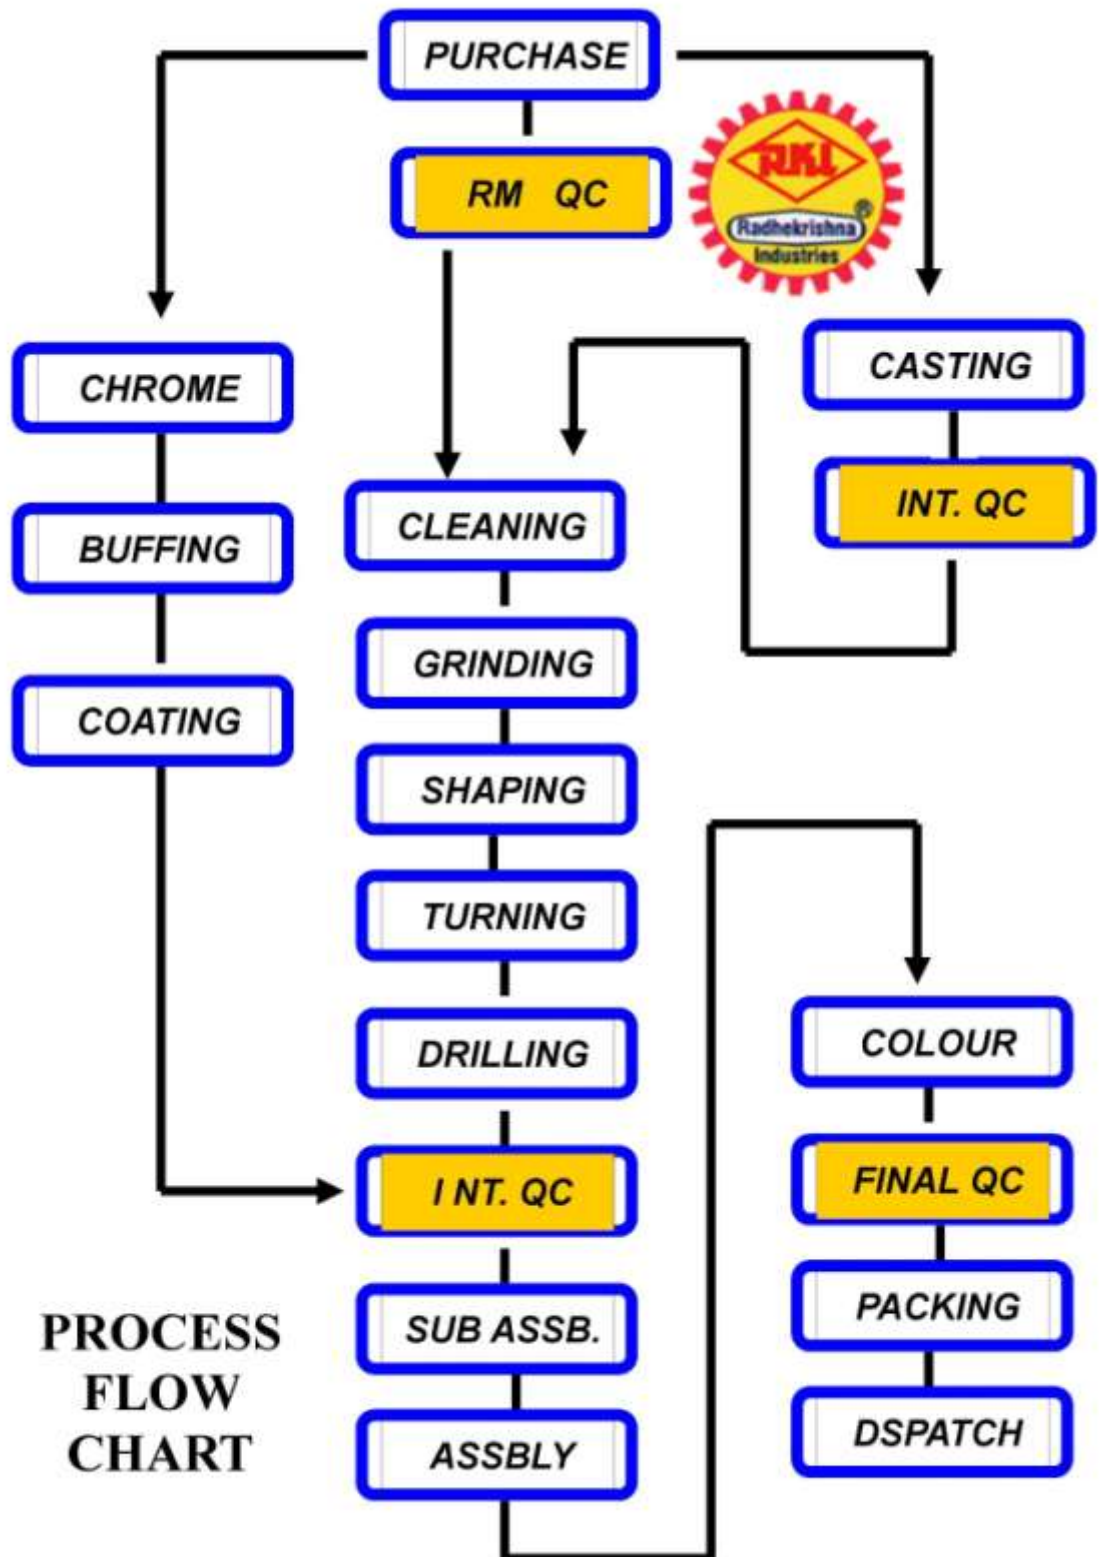 PURCHASE
RM QC
RKI
Radhekrishna ®
Industries
CHROME
BUFFING
COATING
CASTING
INT. QC
CLEANING
GRINDING
SHAPING
TURNING
DRILLING
I NT. QC
SUB ASSB.
ASSBLY
COLOUR
FINAL QC
PACKING
DSPATCH
PROCESS
FLOW
CHART